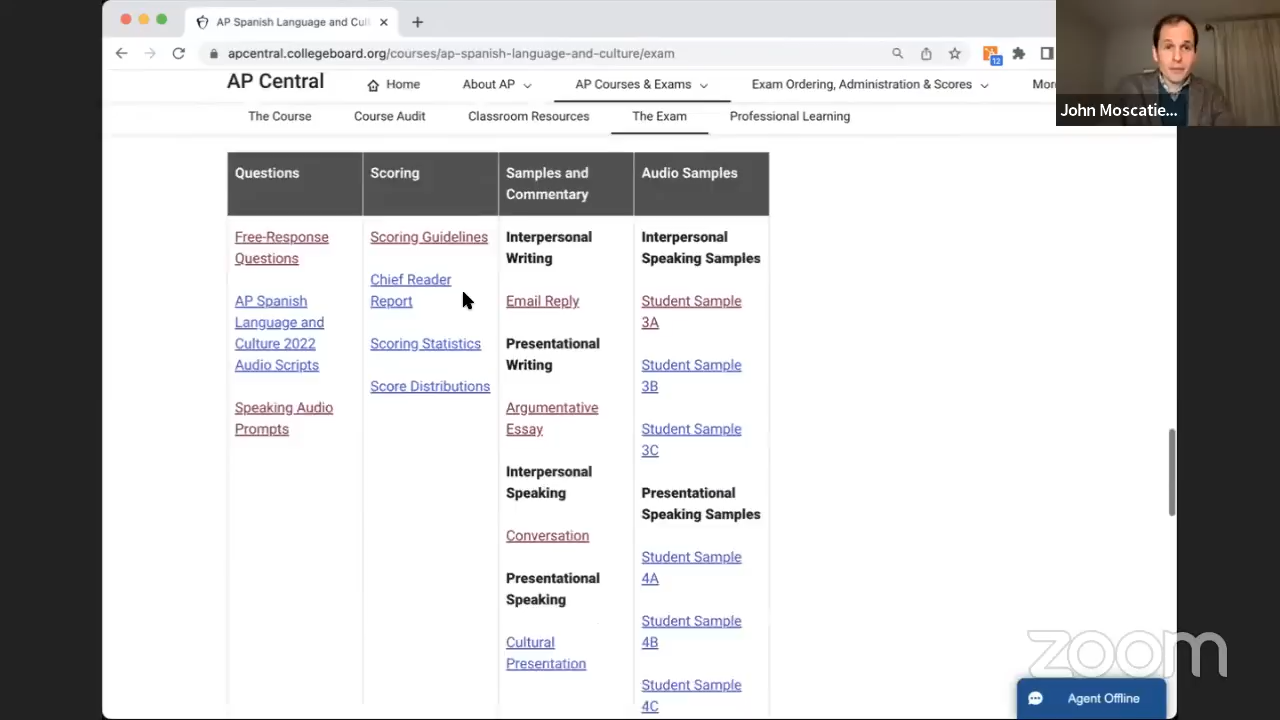 AP Spanish Language and Cul
apcentral.collegeboard.org/courses/ap-spanish-language-and-culture/exam
12
AP Central
Home
About AP
AP Courses & Exams
Exam Ordering, Administration & Scores
Mor
John Moscatie...
The Course
Course Audit
Classroom Resources
The Exam
Professional Learning
Questions
Free-Response
Questions
AP Spanish
Language and
Culture 2022
Audio Scripts
Speaking Audio
Prompts
Scoring
Scoring Guidelines
Chief Reader
Report
Scoring Statistics
Score Distributions
Samples and
Commentary
Interpersonal
Writing
Email Reply
Presentational
Writing
Argumentative
Essay
Interpersonal
Speaking
Conversation
Presentational
Speaking
Cultural
Presentation
Audio Samples
Interpersonal
Speaking Samples
Student Sample
3A
Student Sample
3B
Student Sample
3C
Presentational
Speaking Samples
Student Sample
4A
Student Sample
4B
Student Sample
4C
zoom
Agent Offline